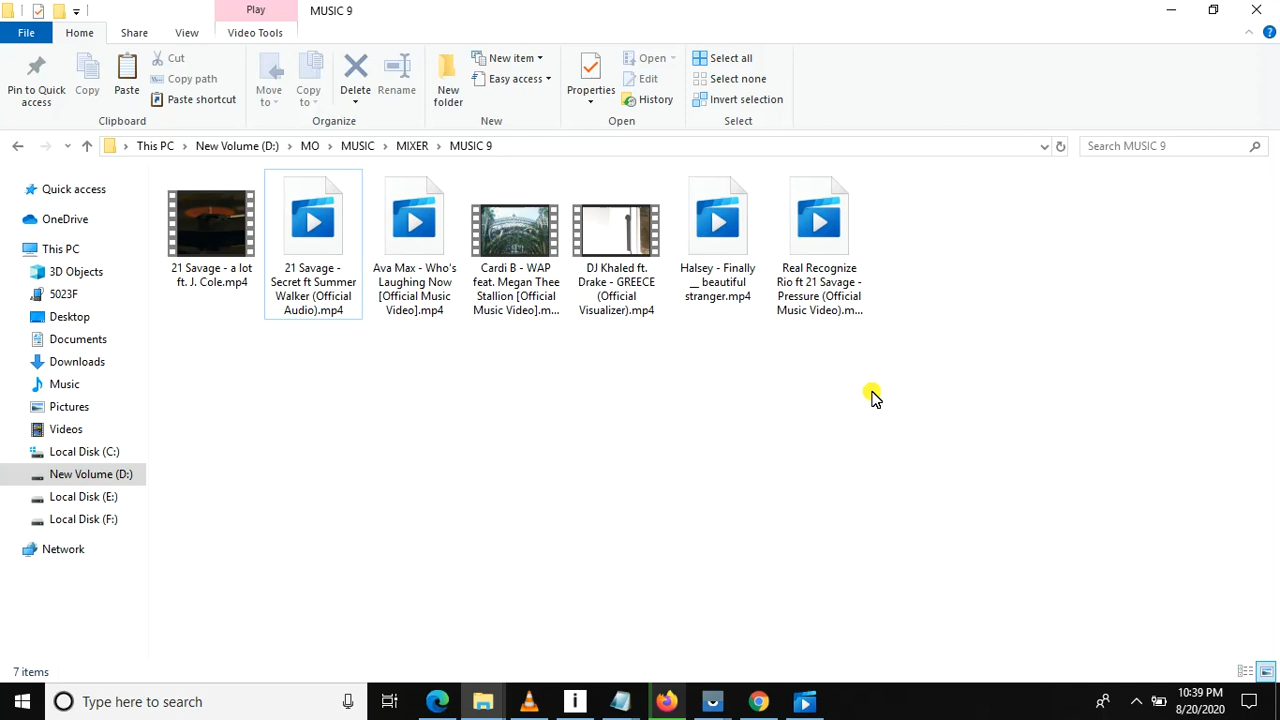 Play
MUSIC 9
File
Home
Share
View
Video Tools
Pin to Quick
access
Copy
Paste
Cut
Copy path
Paste shortcut
Clipboard
Move
to
Copy
to
Delete
Rename
Organize
New
folder
New item
Easy access
New
Properties
Open
Edit
History
Open
Select all
Select none
Invert selection
Select
This PC
New Volume (D:)
MO
MUSIC
MIXER
MUSIC 9
Search MUSIC 9
Quick access
OneDrive
This PC
3D Objects
5023F
Desktop
Documents
Downloads
Music
Pictures
Videos
Local Disk (C:)
New Volume (D:)
Local Disk (E:)
Local Disk (F:)
Network
21 Savage - a lot
ft. J. Cole.mp4
21 Savage -
Secret ft Summer
Walker (Official
Audio).mp4
Ava Max - Who's
Laughing Now
[Official Music
Video].mp4
Cardi B - WAP
feat. Megan Thee
Stallion [Official
Music Video].m...
DJ Khaled ft.
Drake - GREECE
(Official
Visualizer).mp4
Halsey - Finally
__ beautiful
stranger.mp4
Real Recognize
Rio ft 21 Savage -
Pressure (Official
Music Video).m...
7 items
Type here to search
10:39 PM
8/20/2020